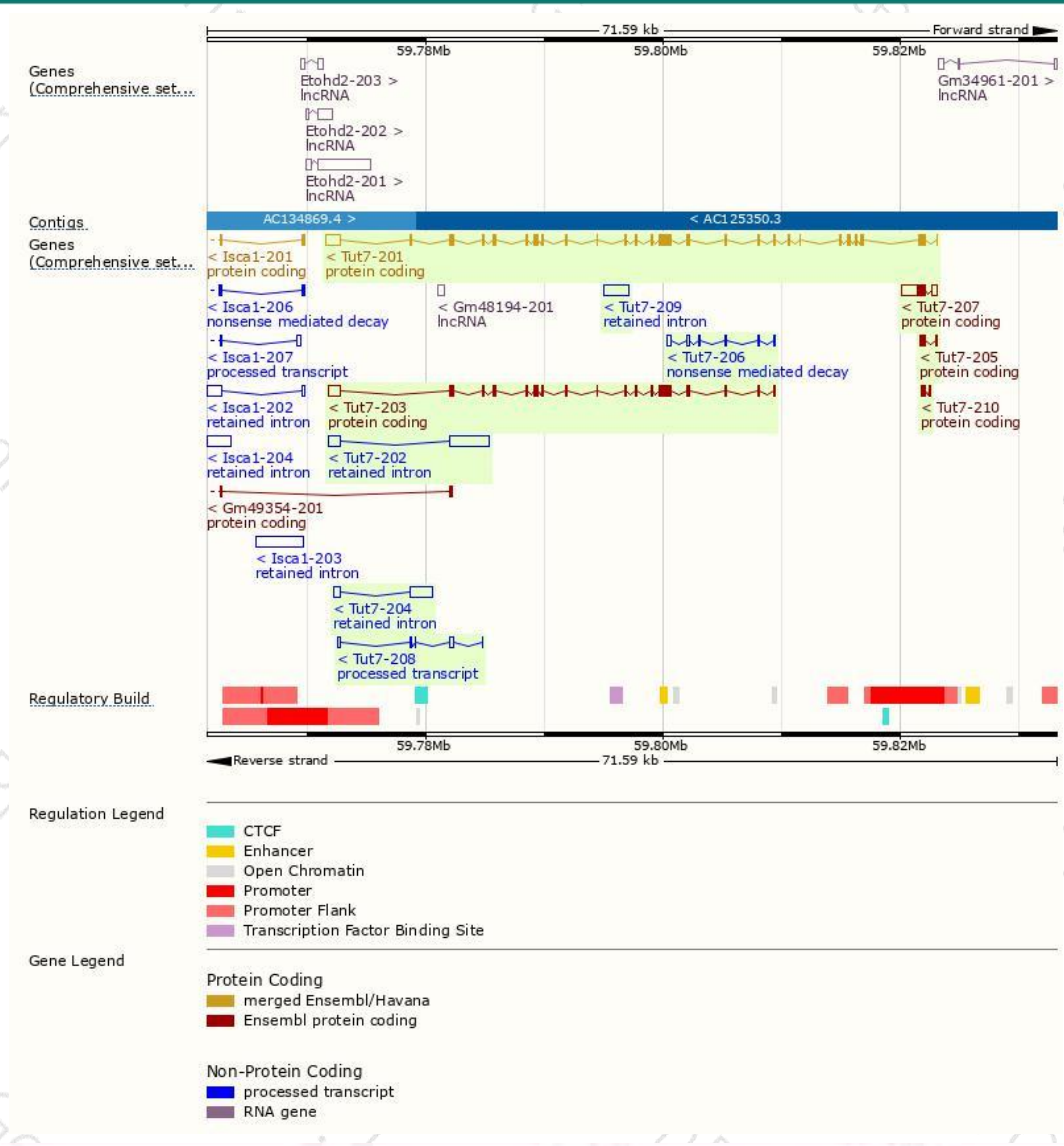 71.59 kb
Forward strand
59.78Mb
59.80Mb
59.82Mb
Genes
(Comprehensive set...
Etohd2-203 >
lncRNA
Gm34961-201 >
lncRNA
Etohd2-202 >
lncRNA
Etohd2-201 >
lncRNA
Contigs
AC134869.4 >
< AC125350.3
Genes
(Comprehensive set...
< Isca1-201
protein coding
< Tut7-201
protein coding
< Isca1-206
nonsense mediated decay
< Gm48194-201
lncRNA
< Tut7-209
retained intron
< Tut7-207
protein coding
< Isca1-207
processed transcript
< Tut7-206
nonsense mediated decay
< Tut7-205
protein coding
< Isca1-202
retained intron
< Tut7-203
protein coding
< Tut7-210
protein coding
< Isca1-204
retained intron
< Tut7-202
retained intron
< Gm49354-201
protein coding
< Isca1-203
retained intron
< Tut7-204
retained intron
< Tut7-208
processed transcript
Regulatory Build
59.78Mb
59.80Mb
59.82Mb
Reverse strand
71.59 kb
Regulation Legend
CTCF
Enhancer
Open Chromatin
Promoter
Promoter Flank
Transcription Factor Binding Site
Gene Legend
Protein Coding
merged Ensembl/Havana
Ensembl protein coding
Non-Protein Coding
processed transcript
RNA gene